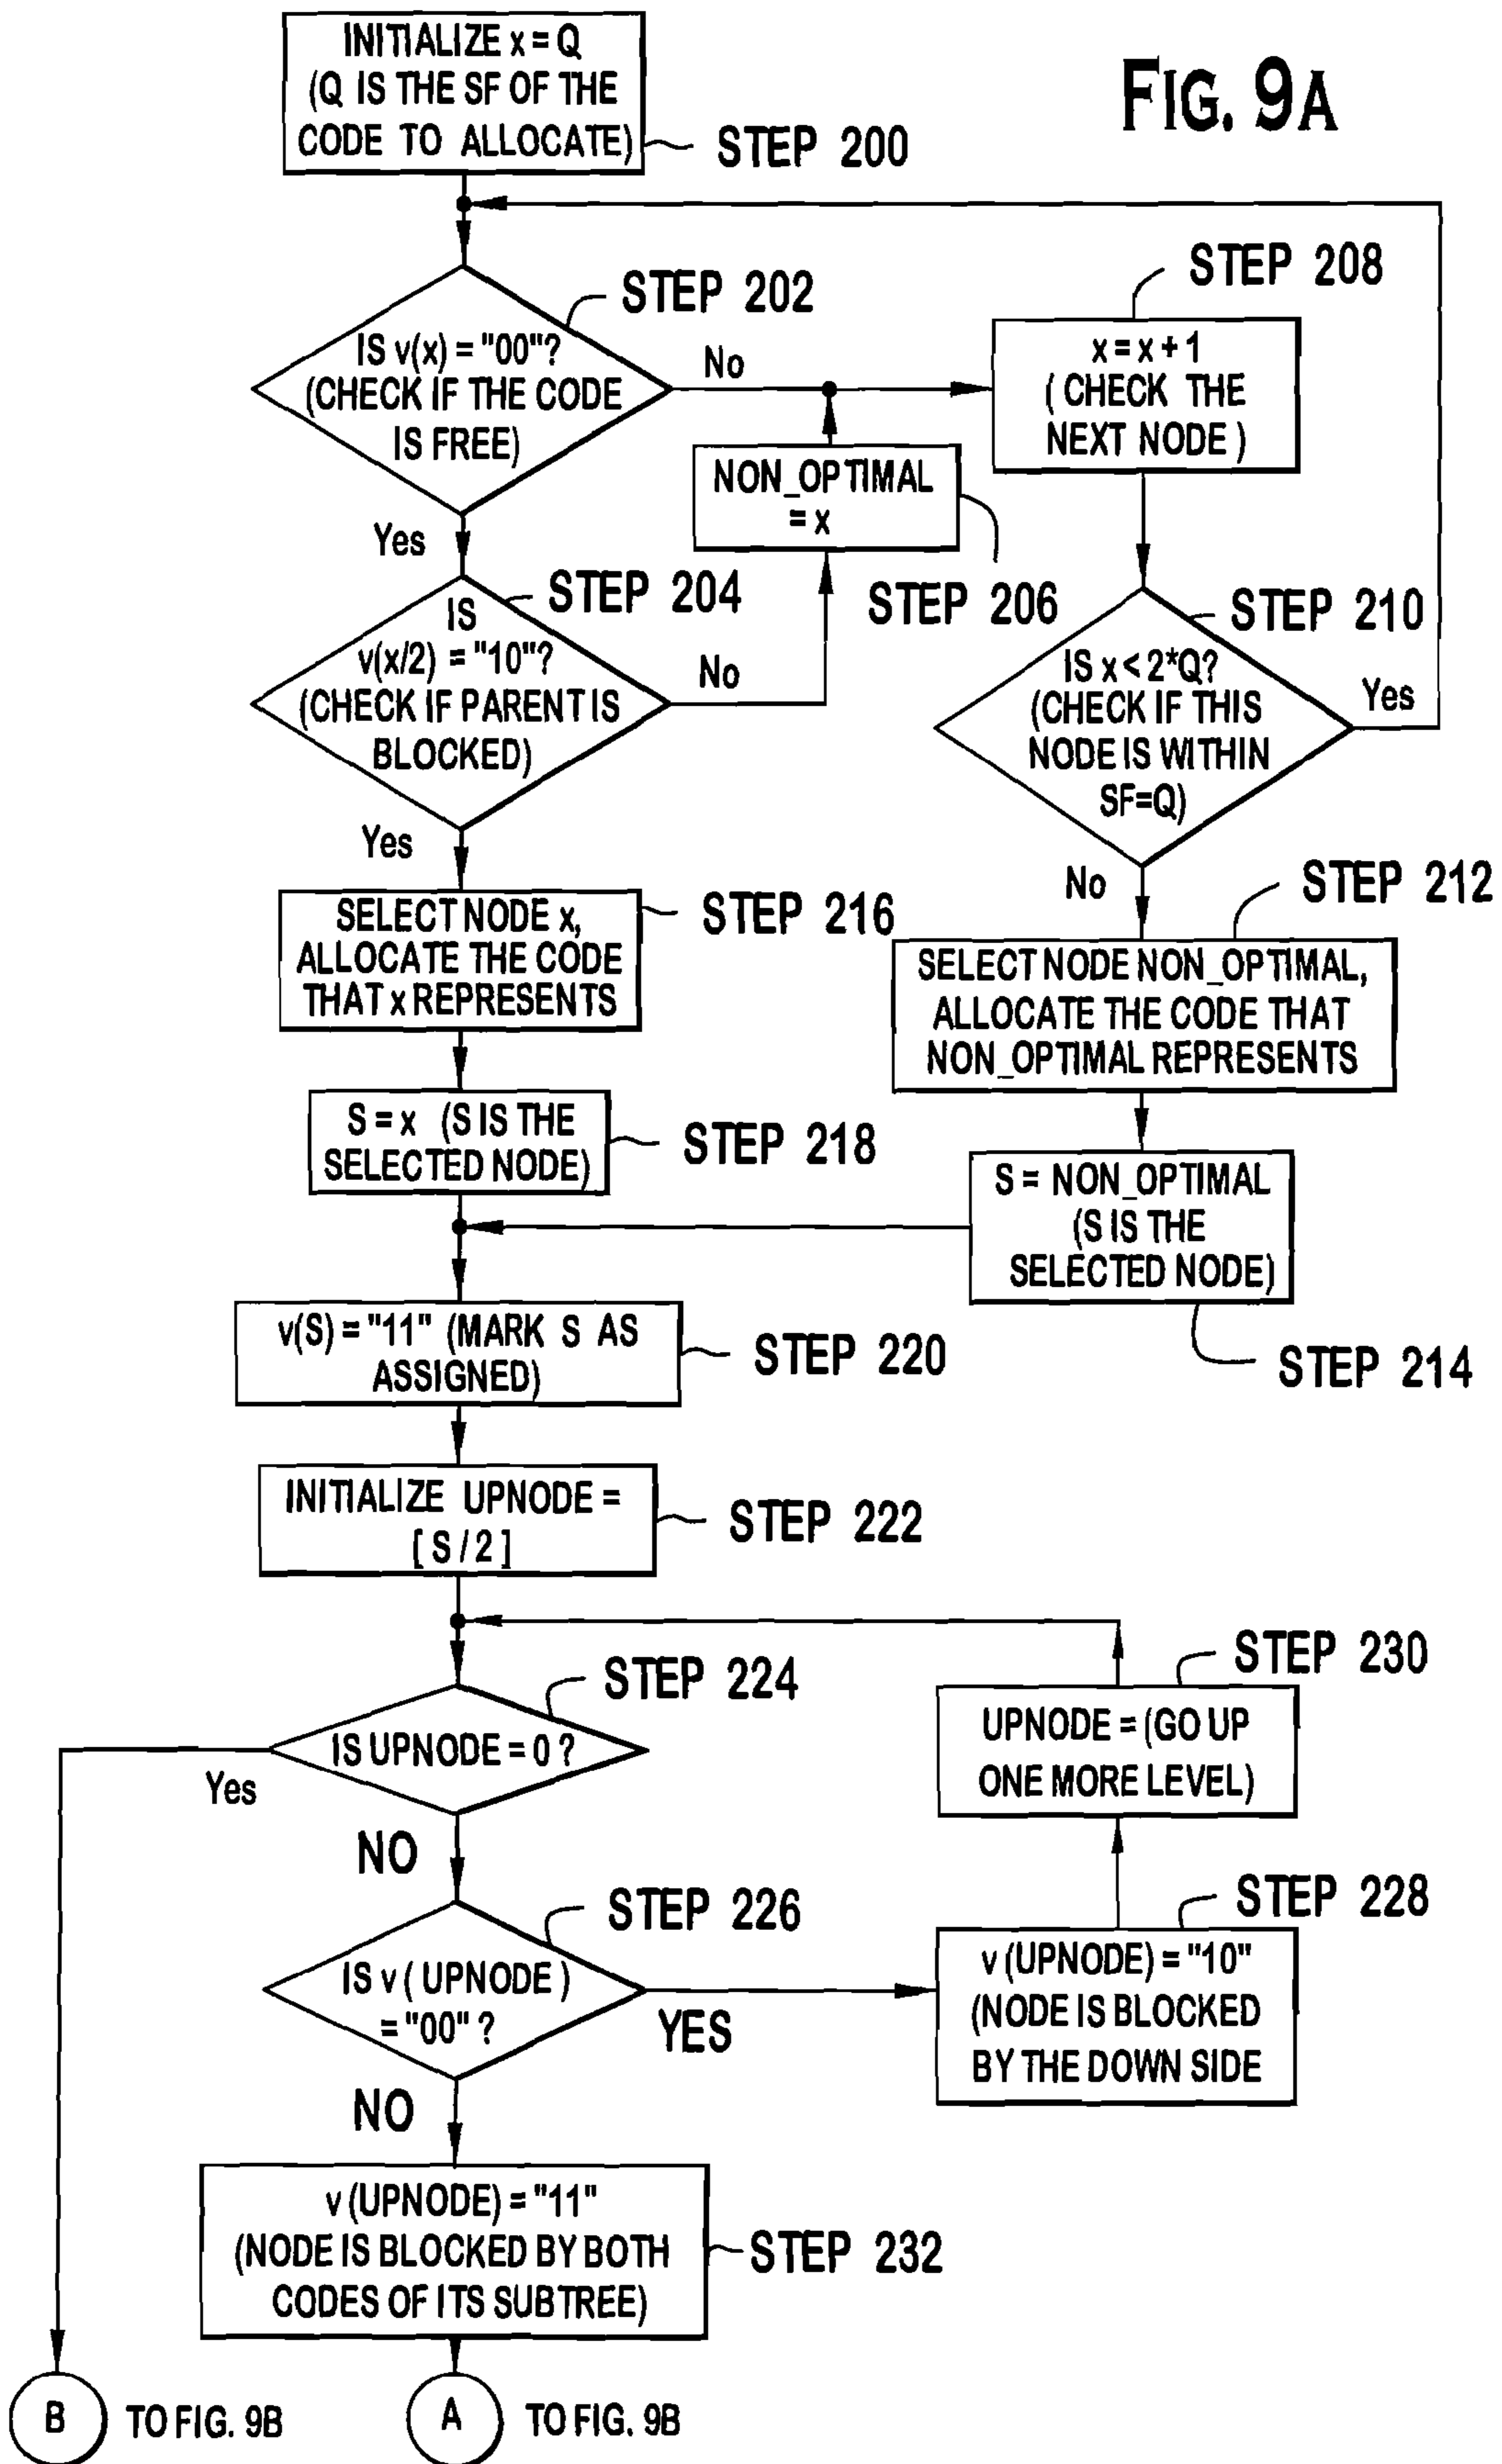 FIG. 9A
INITIALIZE x = Q
(Q IS THE SF OF THE
CODE TO ALLOCATE)
STEP 200
STEP 202
IS v(x) = "00"?
(CHECK IF THE CODE
IS FREE)
No
Yes
STEP 208
x = x + 1
( CHECK THE
NEXT NODE )
NON_OPTIMAL
= x
STEP 206
STEP 204
IS
v(x/2) = "10"?
(CHECK IF PARENT IS
BLOCKED)
No
Yes
STEP 210
IS x < 2*Q?
(CHECK IF THIS
NODE IS WITHIN
SF=Q)
Yes
No
STEP 212
SELECT NODE NON_OPTIMAL,
ALLOCATE THE CODE THAT
NON_OPTIMAL REPRESENTS
SELECT NODE x,
ALLOCATE THE CODE
THAT x REPRESENTS
STEP 216
S = x (S IS THE
SELECTED NODE)
STEP 218
S = NON_OPTIMAL
(S IS THE
SELECTED NODE)
STEP 214
v(S) = "11" (MARK S AS
ASSIGNED)
STEP 220
INITIALIZE UPNODE =
[ S / 2 ]
STEP 222
STEP 224
IS UPNODE = 0 ?
Yes
NO
STEP 230
UPNODE = (GO UP
ONE MORE LEVEL)
STEP 226
IS v ( UPNODE )
= "00" ?
YES
NO
STEP 228
v (UPNODE) = "10"
(NODE IS BLOCKED
BY THE DOWN SIDE
v (UPNODE) = "11"
(NODE IS BLOCKED BY BOTH
CODES OF ITS SUBTREE)
STEP 232
B TO FIG. 9B
A TO FIG. 9B